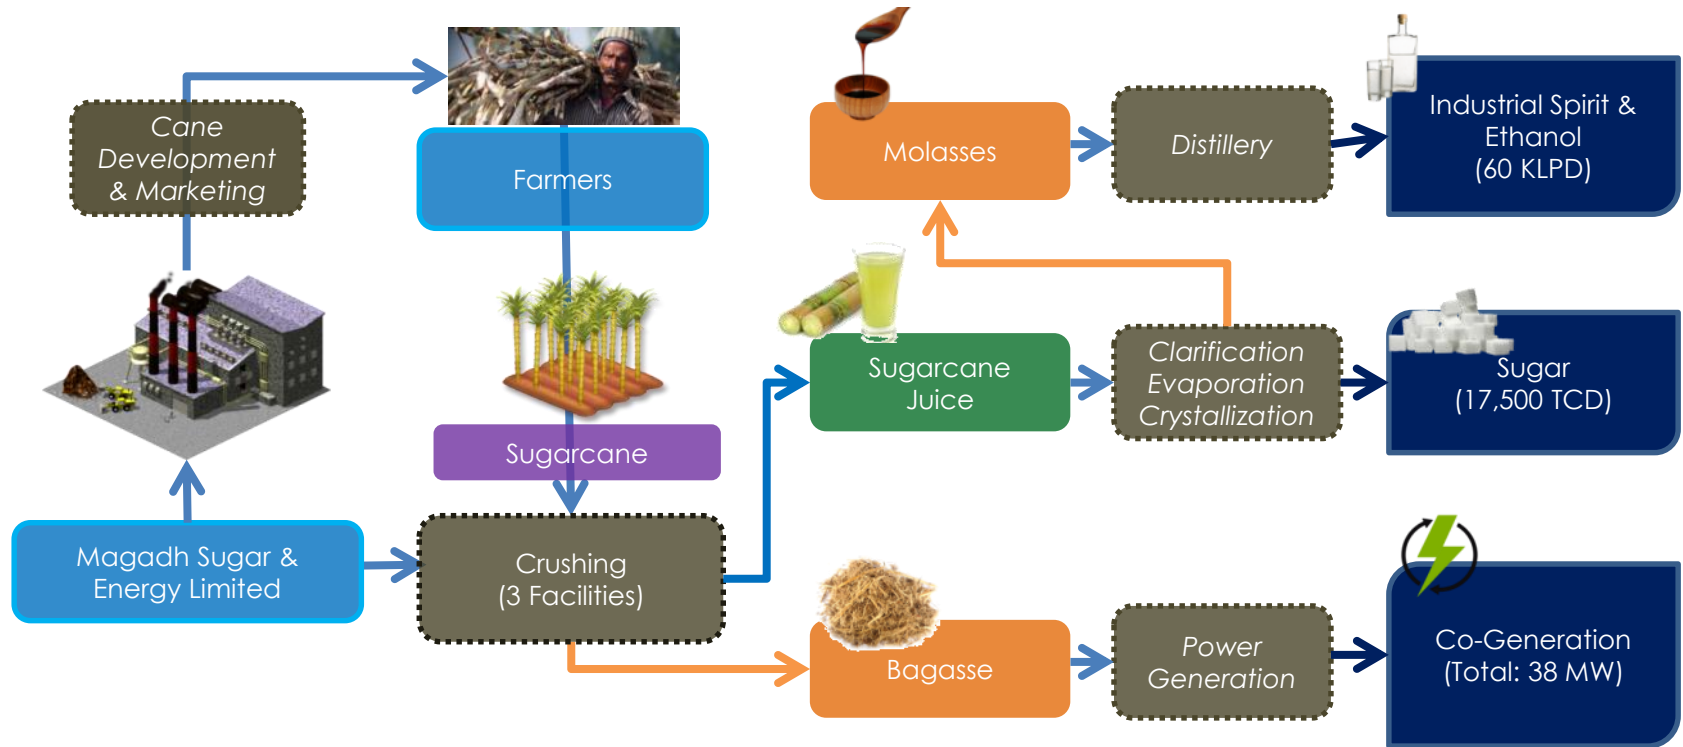 Cane
Development
& Marketing
Farmers
Sugarcane
Magadh Sugar &
Energy Limited
Crushing
(3 Facilities)
Molasses
Distillery
Industrial Spirit &
Ethanol
(60 KLPD)
Sugarcane
Juice
Clarification
Evaporation
Crystallization
Sugar
(17,500 TCD)
Bagasse
Power
Generation
Co-Generation
(Total: 38 MW)